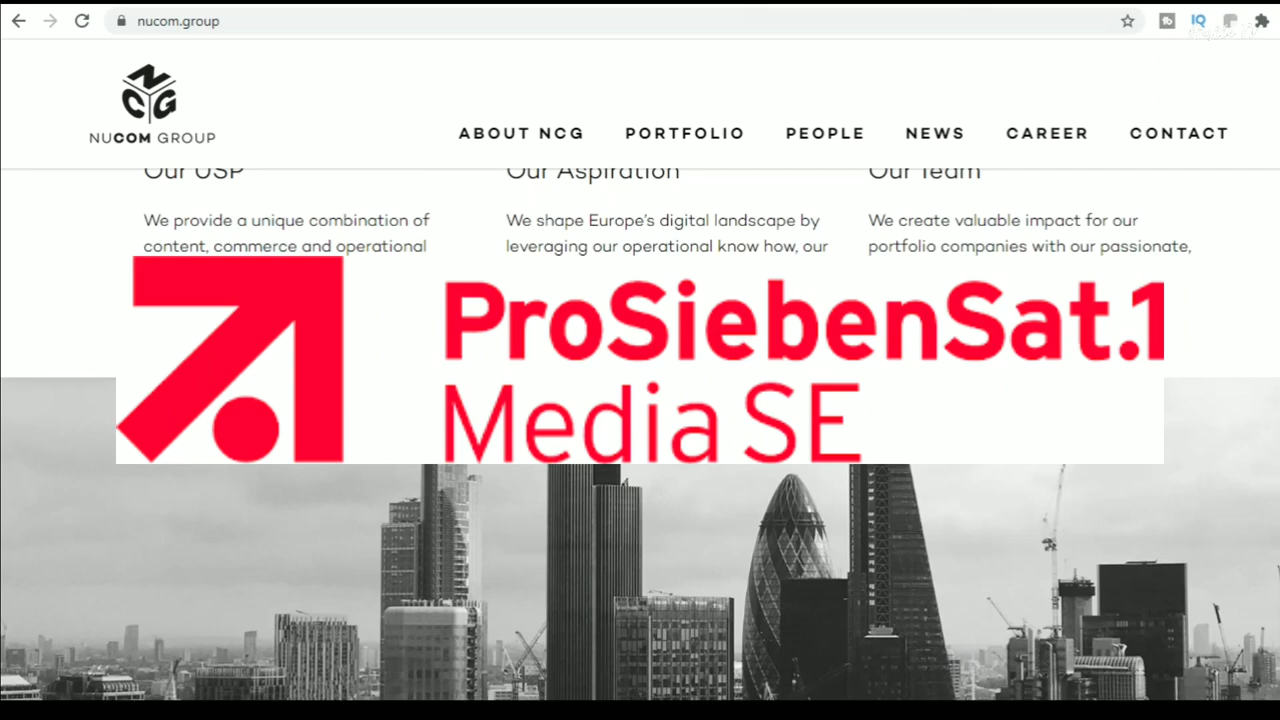 nucom.group
IQ
NCG
NUCOM GROUP
ABOUT NCG PORTFOLIO PEOPLE NEWS CAREER CONTACT
Our USP
We provide a unique combination of
content, commerce and operational
Our Aspiration
We shape Europe’s digital landscape by
leveraging our operational know how, our
Our Team
We create valuable impact for our
portfolio companies with our passionate,
ProSiebenSat.1
Media SE